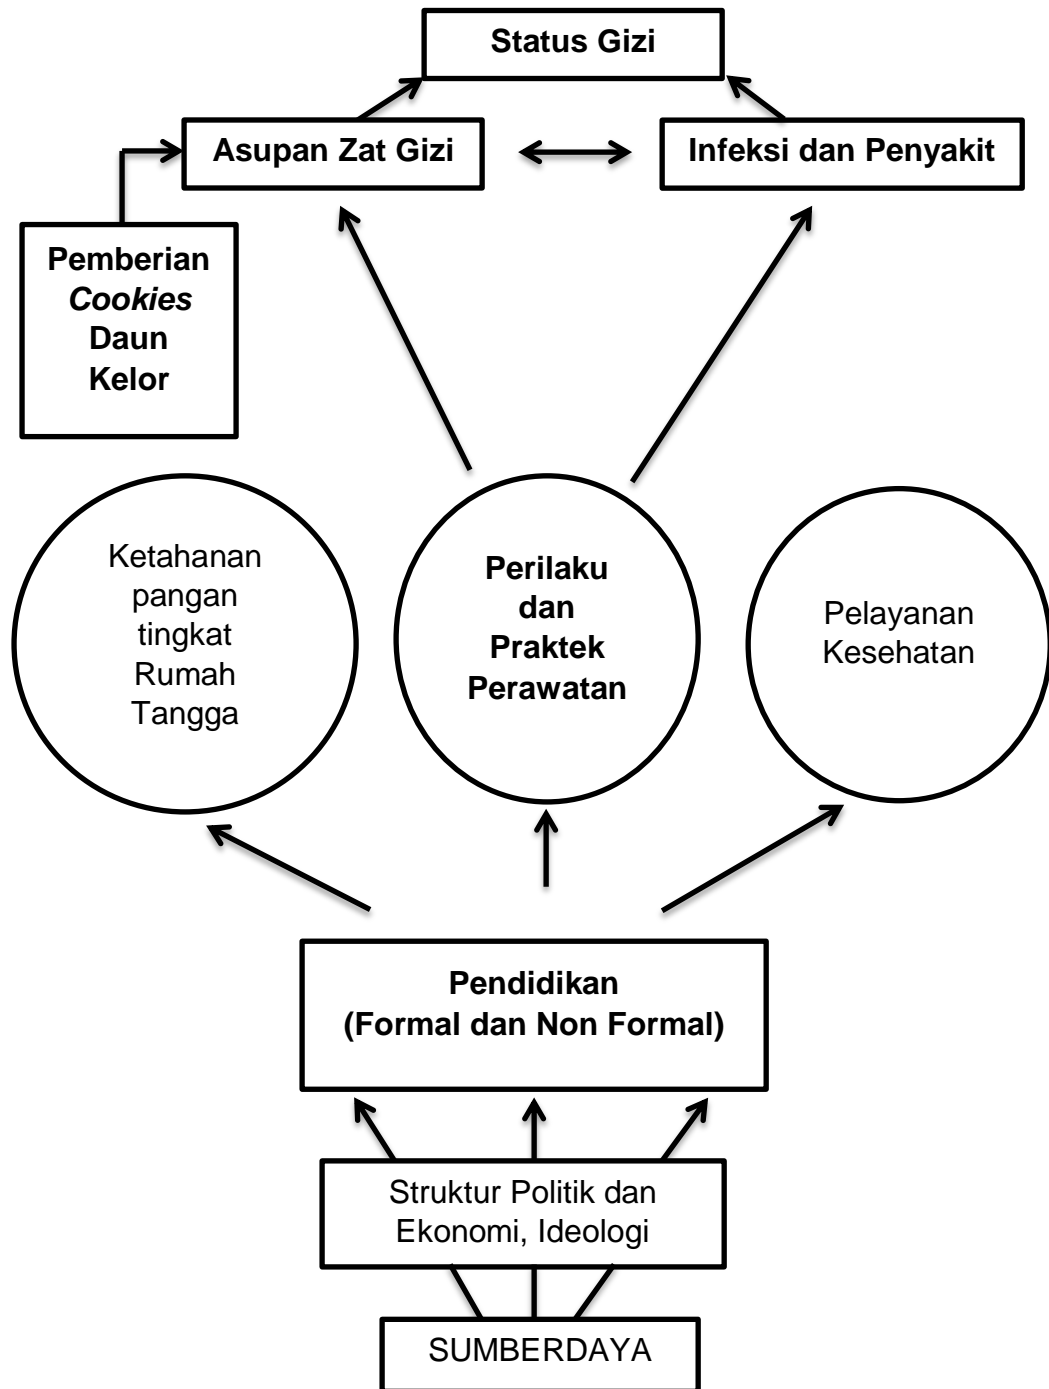 Status Gizi
Asupan Zat Gizi
Infeksi dan Penyakit
Pemberian
Cookies
Daun
Kelor
Ketahanan
pangan
tingkat
Rumah
Tangga
Perilaku
dan
Praktek
Perawatan
Pelayanan
Kesehatan
Pendidikan
(Formal dan Non Formal)
Struktur Politik dan
Ekonomi, Ideologi
SUMBERDAYA